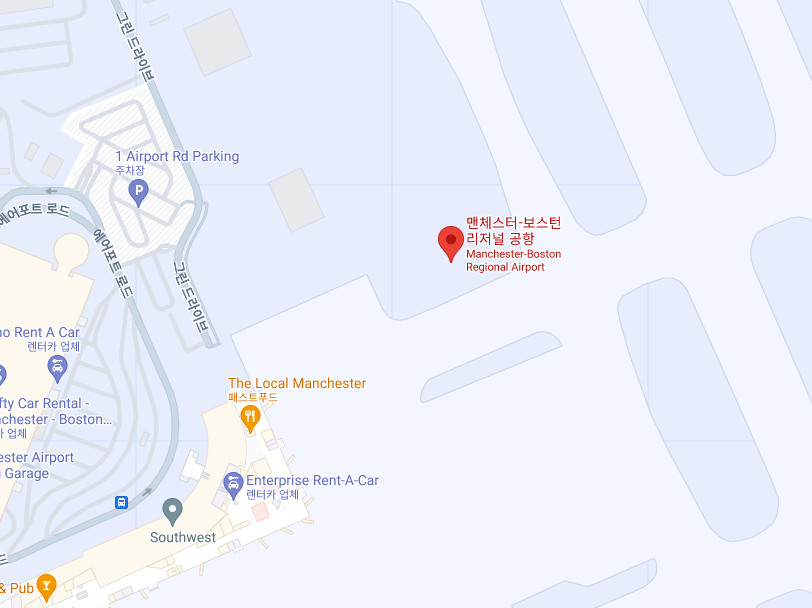 그린 드라이브
1 Airport Rd Parking
주차장
P
에어포트 로드
에어포트 로드
그린 드라이브
맨체스터-보스턴
리저널 공항
Manchester-Boston
Regional Airport
no Rent A Car
렌터카 업체
The Local Manchester
패스트푸드
fty Car Rental -
nchester - Boston...
카 업체
ester Airport
g Garage
Enterprise Rent-A-Car
렌터카 업체
Southwest
& Pub